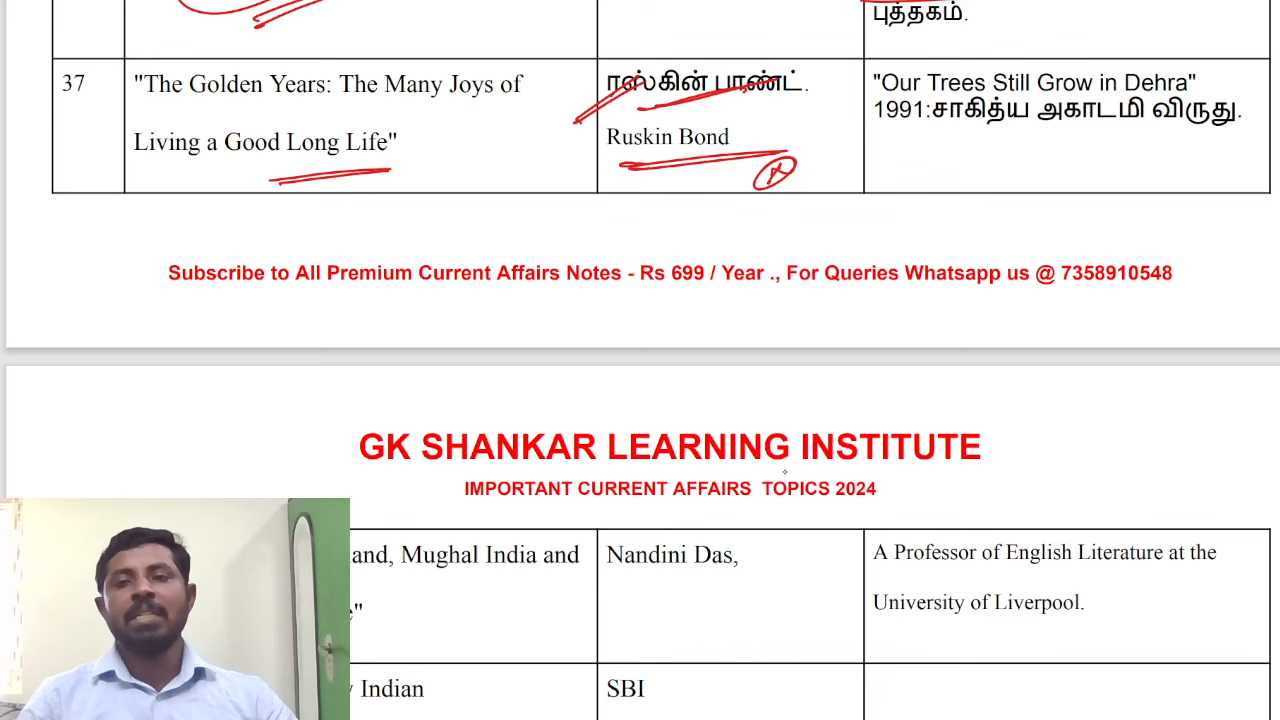 புத்தகம்.
37
"The Golden Years: The Many Joys of
Living a Good Long Life"
ரஸ்கின் பாண்ட்.
Ruskin Bond
"Our Trees Still Grow in Dehra"
1991:சாகித்ய அகாடமி விருது.
Subscribe to All Premium Current Affairs Notes - Rs 699 / Year ., For Queries Whatsapp us @ 7358910548
GK SHANKAR LEARNING INSTITUTE
IMPORTANT CURRENT AFFAIRS TOPICS 2024
and, Mughal India and
Nandini Das,
A Professor of English Literature at the
University of Liverpool.
Indian
SBI